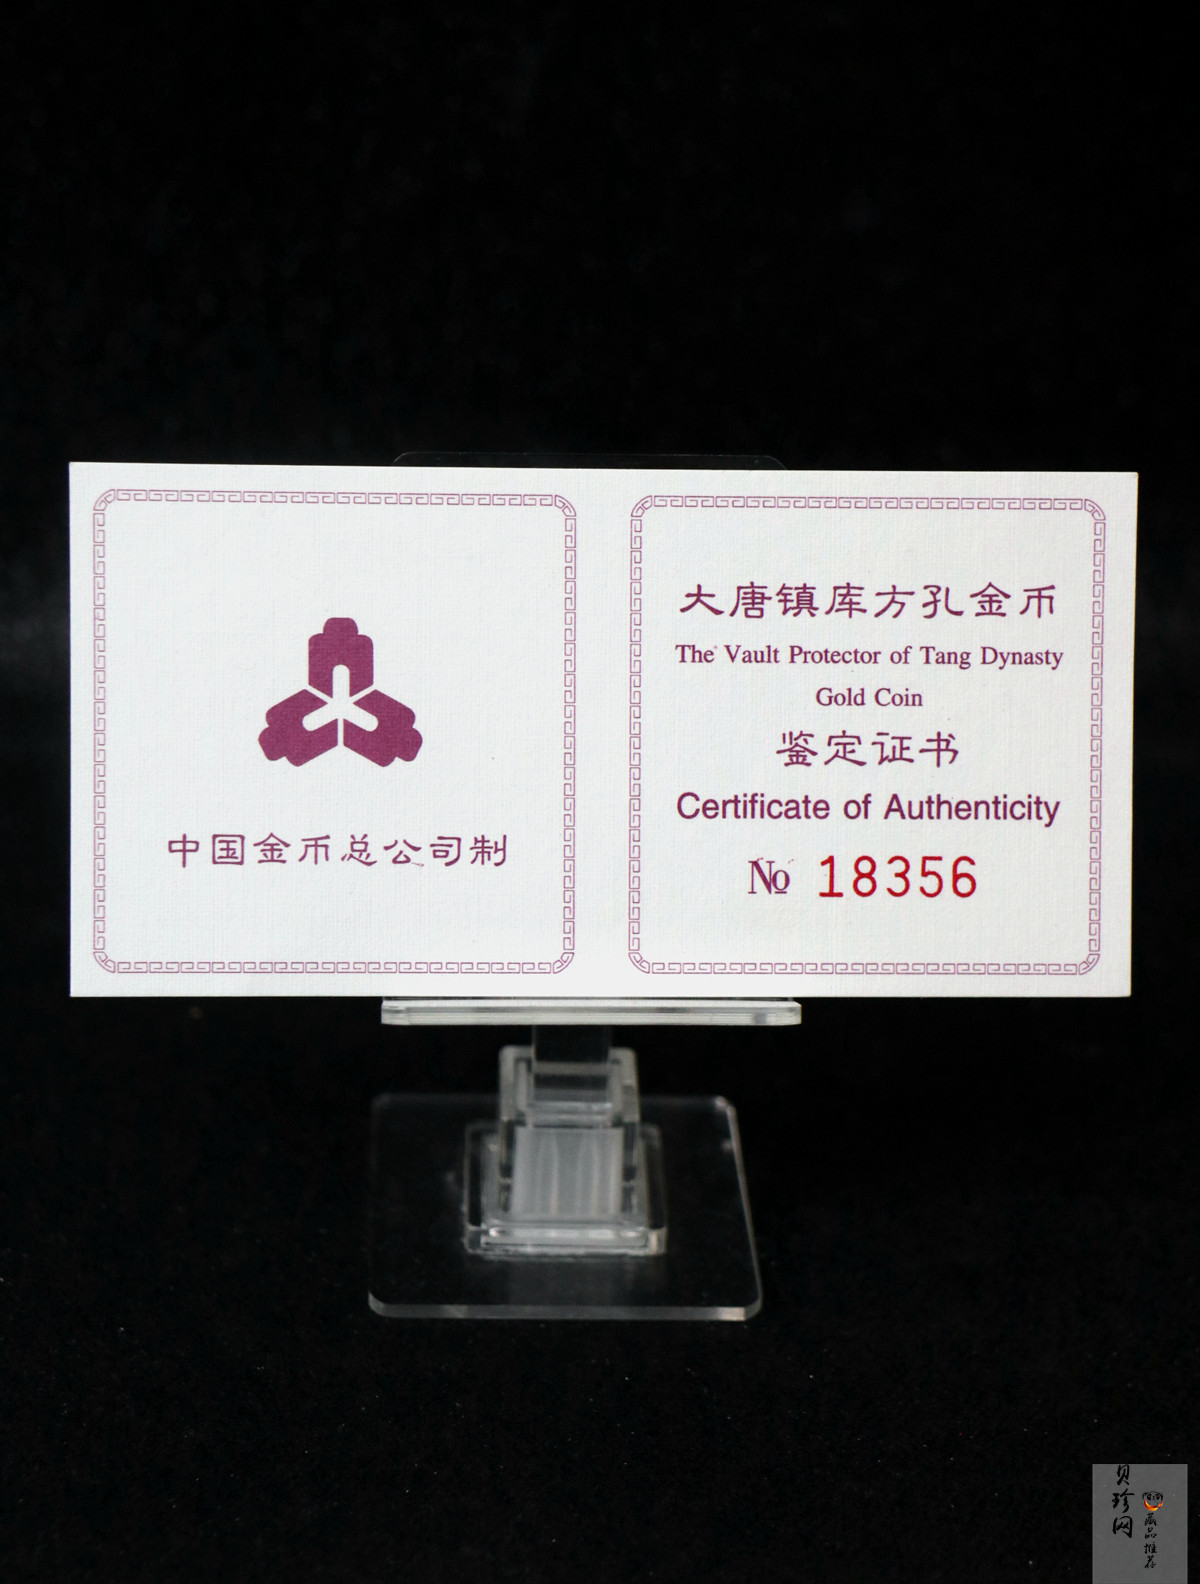 中国金币总公司制
大唐镇库方孔金币
The Vault Protector of Tang Dynasty
Gold Coin
鉴定证书
Certificate of Authenticity
№ 18356
贝珍网
藏品推荐